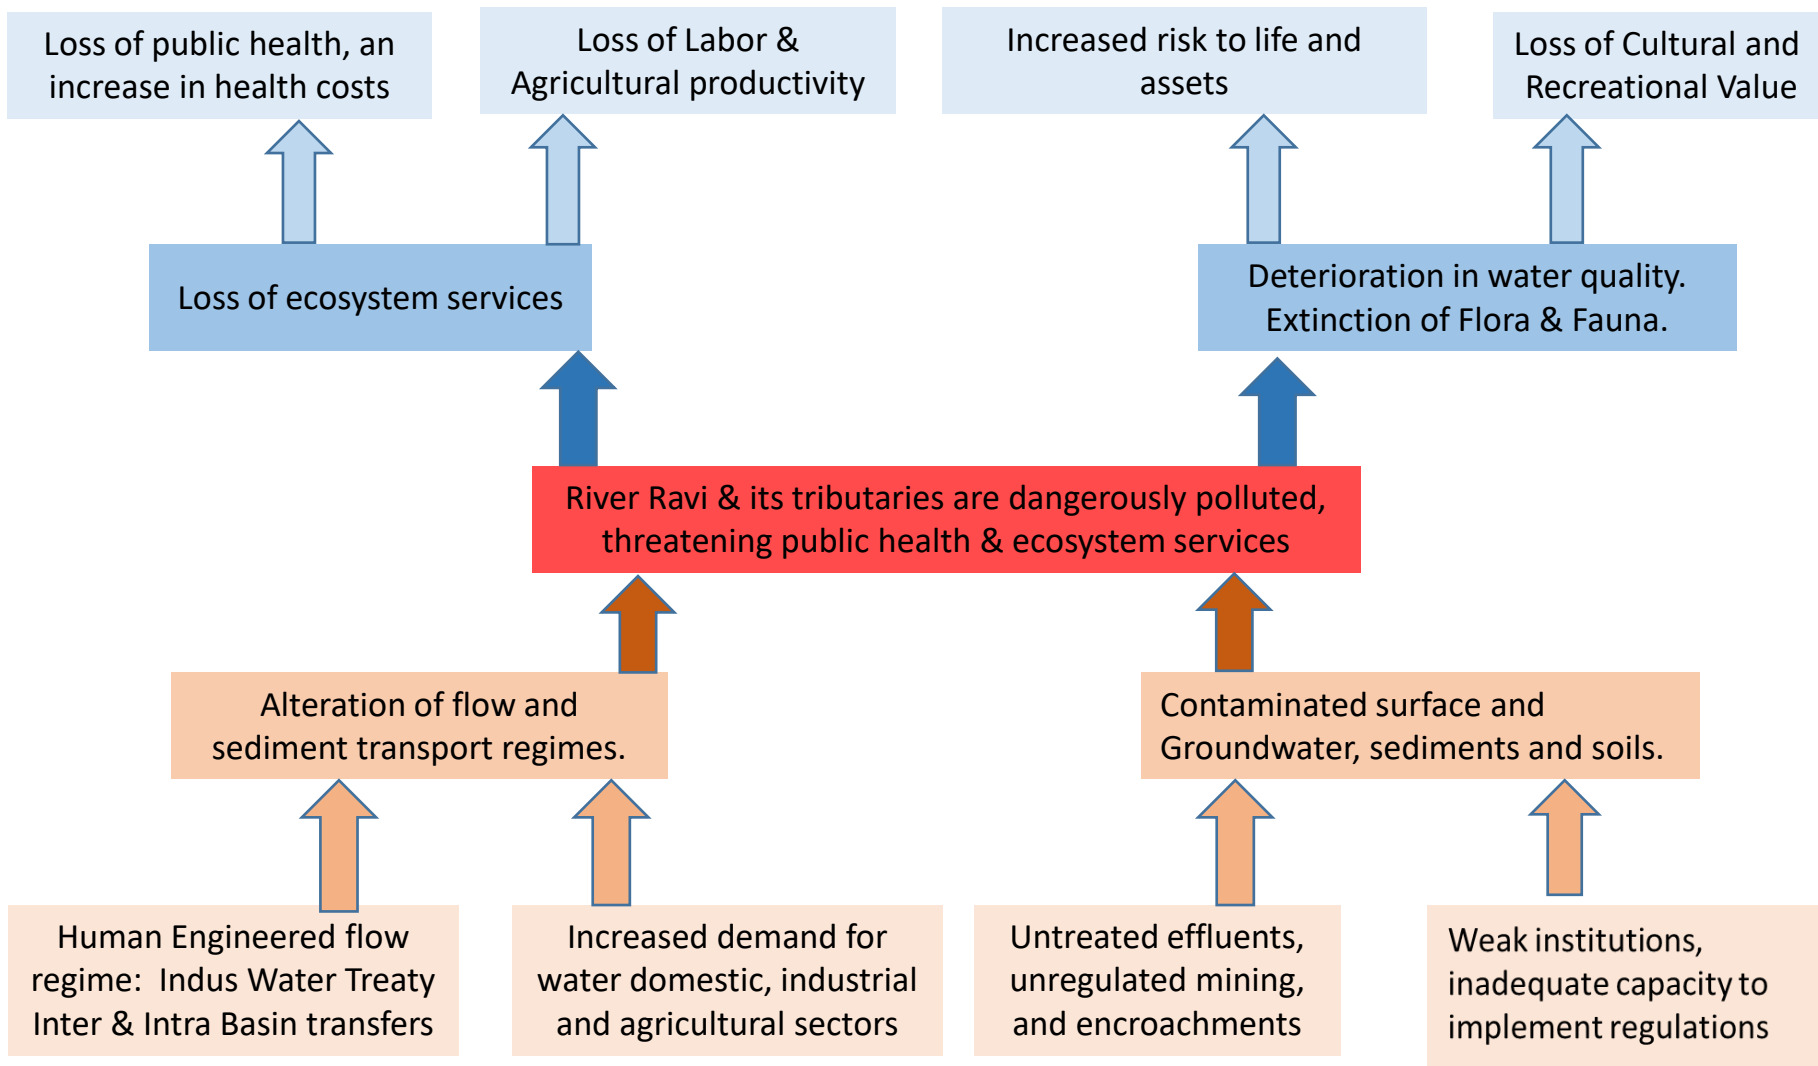 Loss of public health, an
increase in health costs
Loss of Labor &
Agricultural productivity
Increased risk to life and
assets
Loss of Cultural and
Recreational Value
Loss of ecosystem services
Deterioration in water quality.
Extinction of Flora & Fauna.
River Ravi & its tributaries are dangerously polluted,
threatening public health & ecosystem services
Alteration of flow and
sediment transport regimes.
Contaminated surface and
Groundwater, sediments and soils.
Human Engineered flow
regime:  Indus Water Treaty
Inter & Intra Basin transfers
Increased demand for
water domestic, industrial
and agricultural sectors
Untreated effluents,
unregulated mining,
and encroachments
Weak institutions,
inadequate capacity to
implement regulations